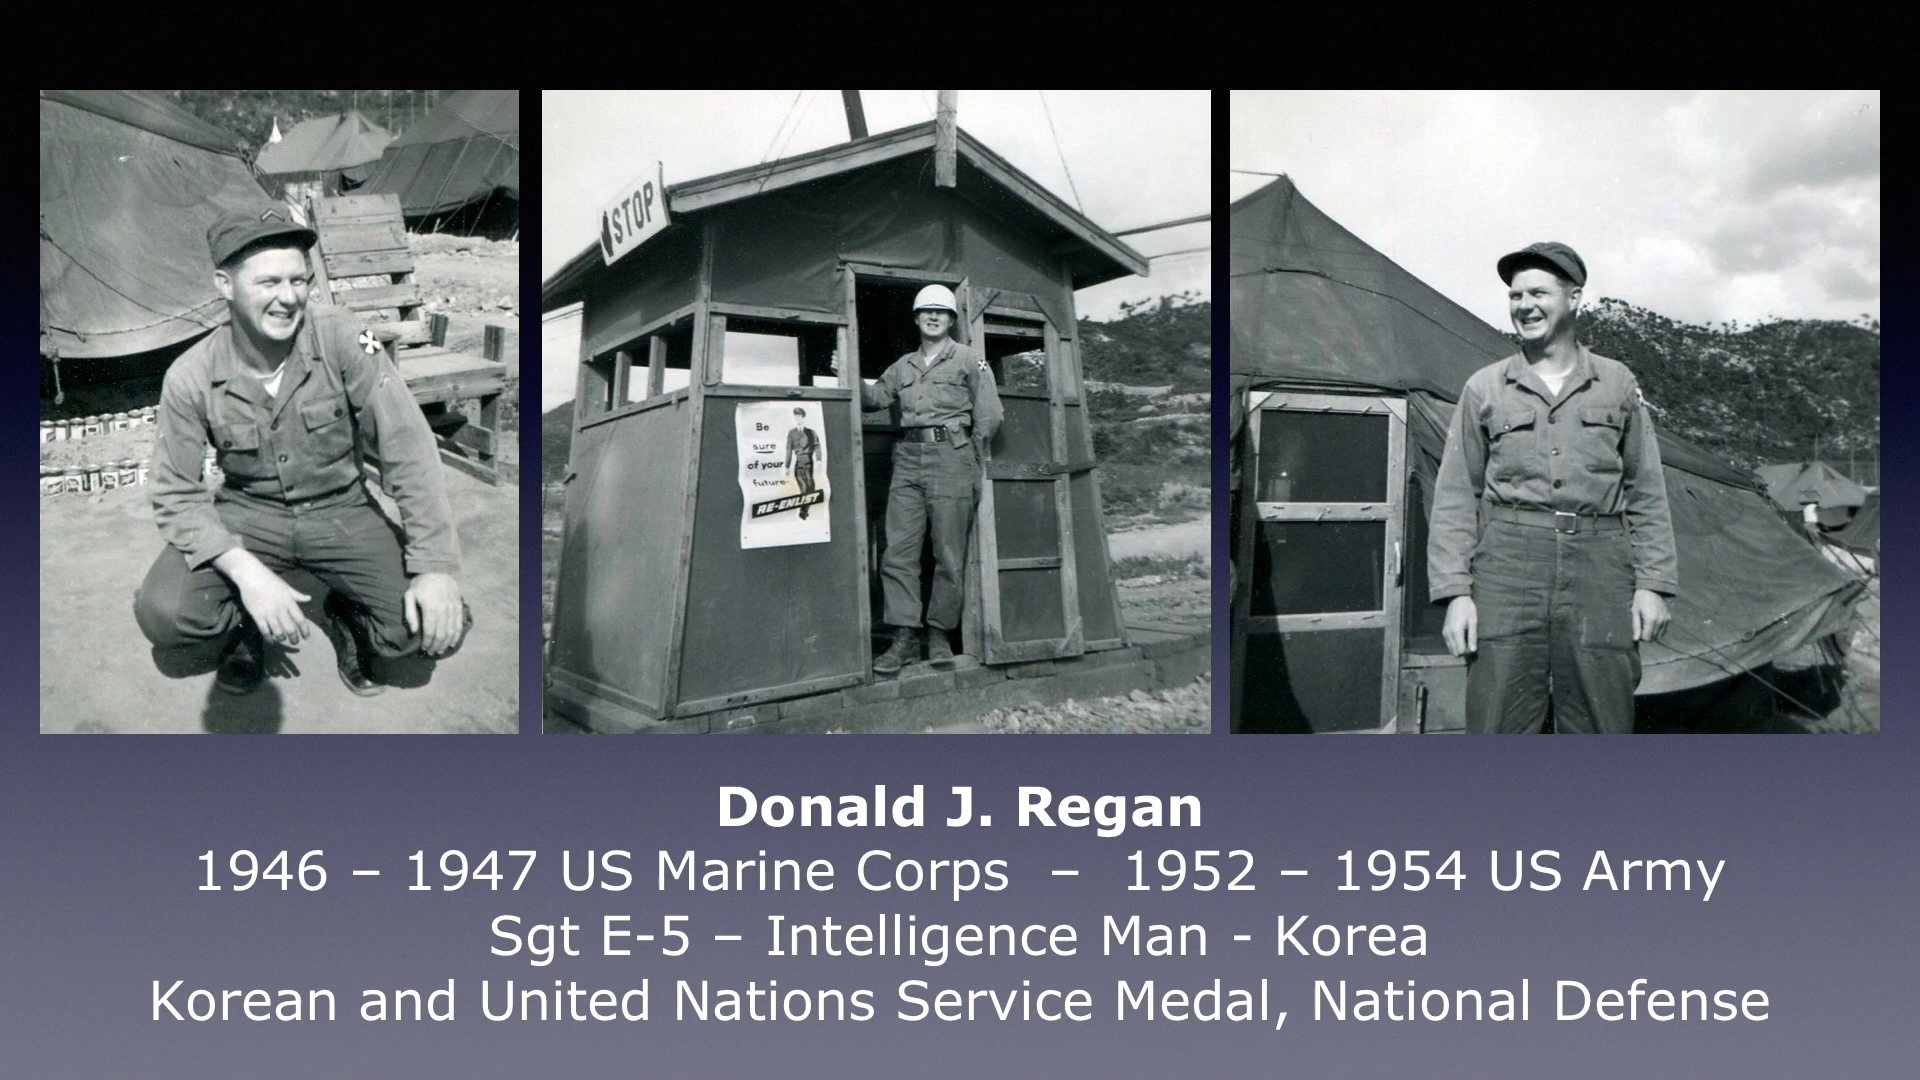 STOP
Be
sure
of your
future-
RE-ENLIST
Donald J. Regan
1946 – 1947 US Marine Corps – 1952 – 1954 US Army
Sgt E-5 – Intelligence Man - Korea
Korean and United Nations Service Medal, National Defense